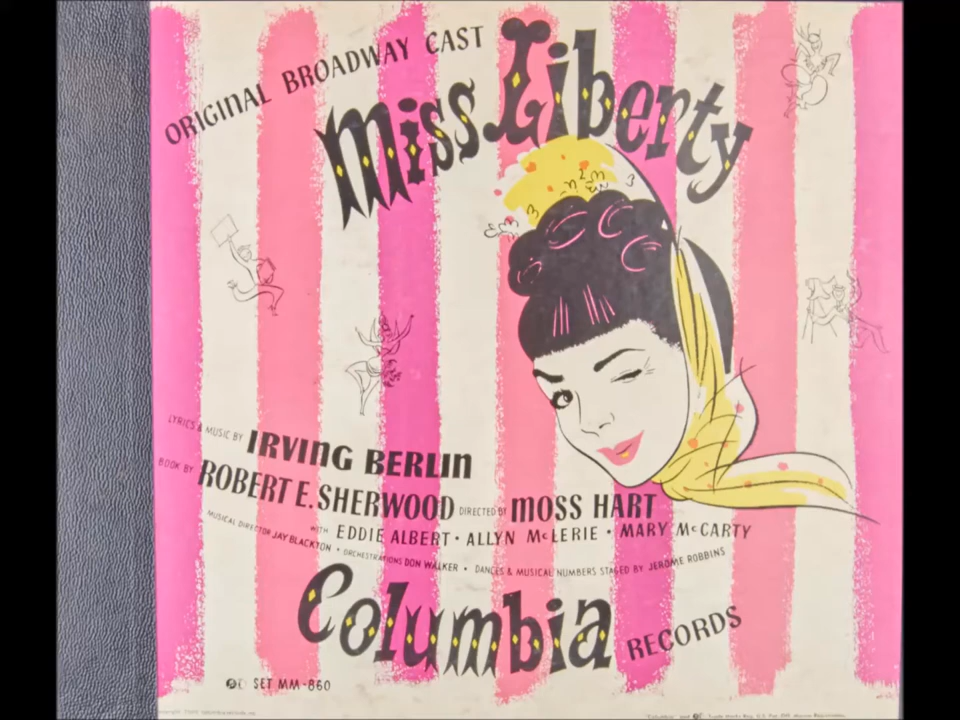 ORIGINAL BROADWAY CAST
Miss Liberty
LYRICS & MUSIC BY IRVING BERLIN
BOOK BY ROBERT E. SHERWOOD DIRECTED BY MOSS HART
WITH EDDIE ALBERT · ALLYN McLERIE · MARY McCARTY
MUSICAL DIRECTOR JAY BLACKTON · ORCHESTRATIONS DON WALKER · DANCES & MUSICAL NUMBERS STAGED BY JEROME ROBBINS
Columbia RECORDS
SET MM-860